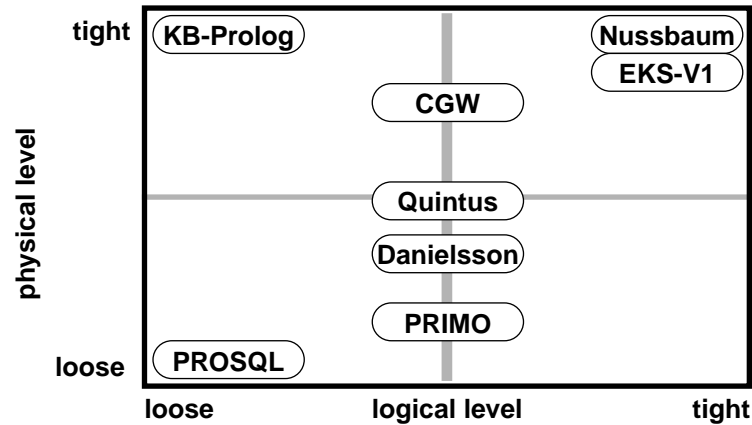 tight
KB-Prolog
Nussbaum
EKS-V1
CGW
physical level
Quintus
Danielsson
PRIMO
PROSQL
loose
loose
logical level
tight